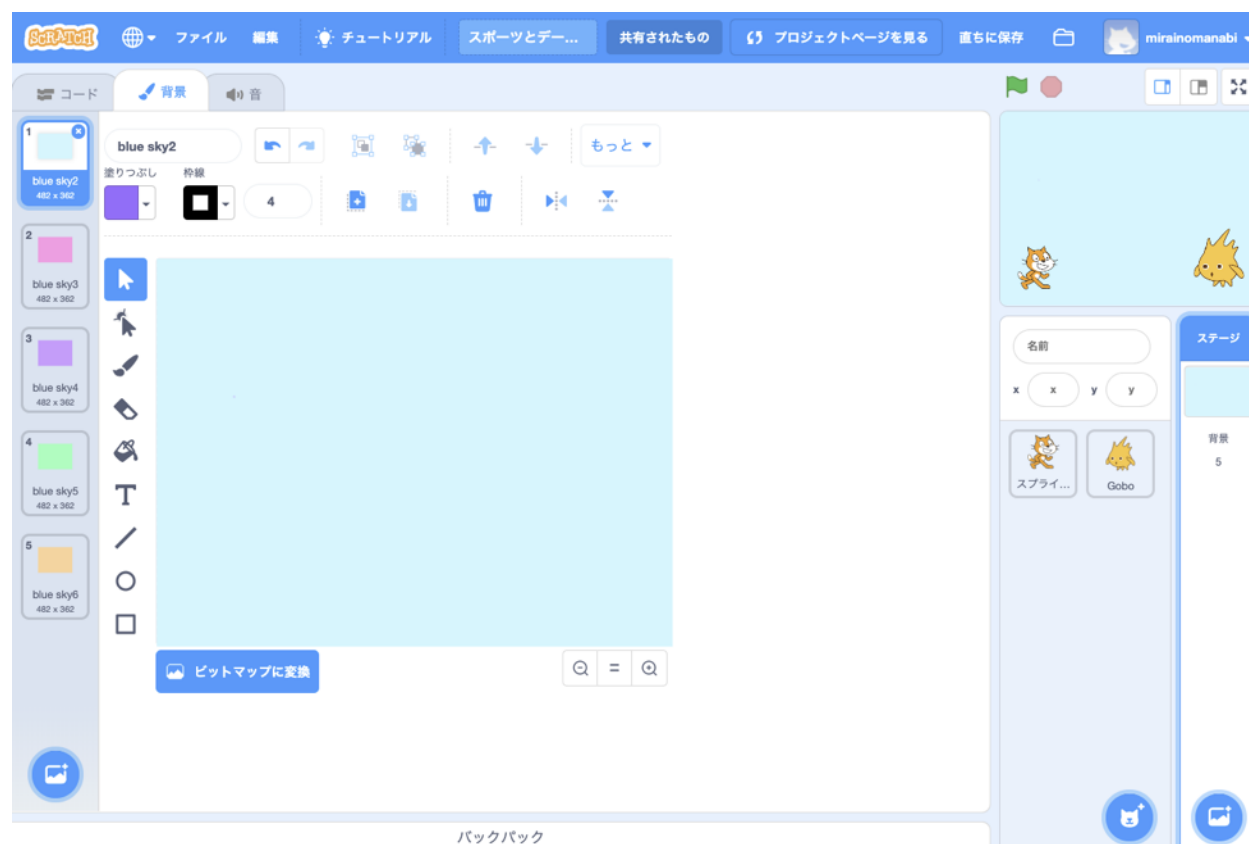 SCRATCH ファイル 編集 チュートリアル スポーツとデー... 共有されたもの プロジェクトページを見る 直ちに保存 mirainomanabi
コード 背景 音
1
blue sky2
482 x 362
2
blue sky3
482 x 362
3
blue sky4
482 x 362
4
blue sky5
482 x 362
5
blue sky6
482 x 362
blue sky2 もっと
塗りつぶし 枠線
4
T
ビットマップに変換
=
名前
x x y y
スプライ... Gobo
ステージ
背景
5
バックパック